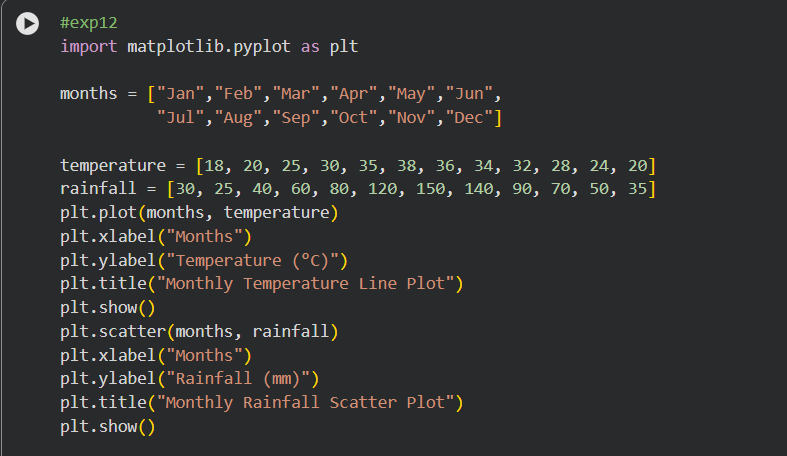 #exp12
import matplotlib.pyplot as plt
months = ["Jan","Feb","Mar","Apr","May","Jun",
"Jul","Aug","Sep","Oct","Nov","Dec"]
temperature = [18, 20, 25, 30, 35, 38, 36, 34, 32, 28, 24, 20]
rainfall = [30, 25, 40, 60, 80, 120, 150, 140, 90, 70, 50, 35]
plt.plot(months, temperature)
plt.xlabel("Months")
plt.ylabel("Temperature (°C)")
plt.title("Monthly Temperature Line Plot")
plt.show()
plt.scatter(months, rainfall)
plt.xlabel("Months")
plt.ylabel("Rainfall (mm)")
plt.title("Monthly Rainfall Scatter Plot")
plt.show()